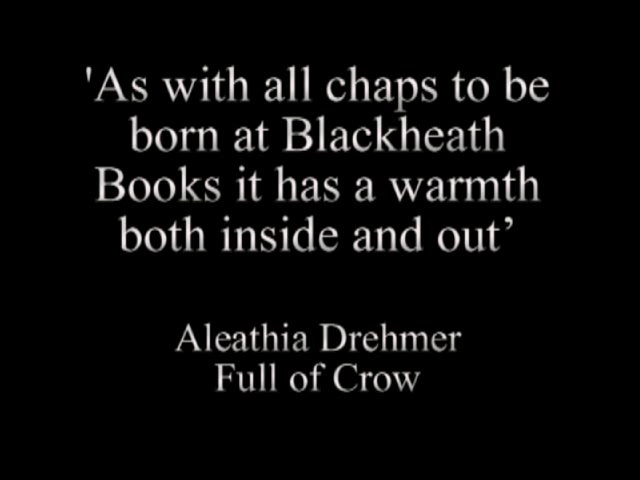 'As with all chaps to be
born at Blackheath
Books it has a warmth
both inside and out’
Aleathia Drehmer
Full of Crow